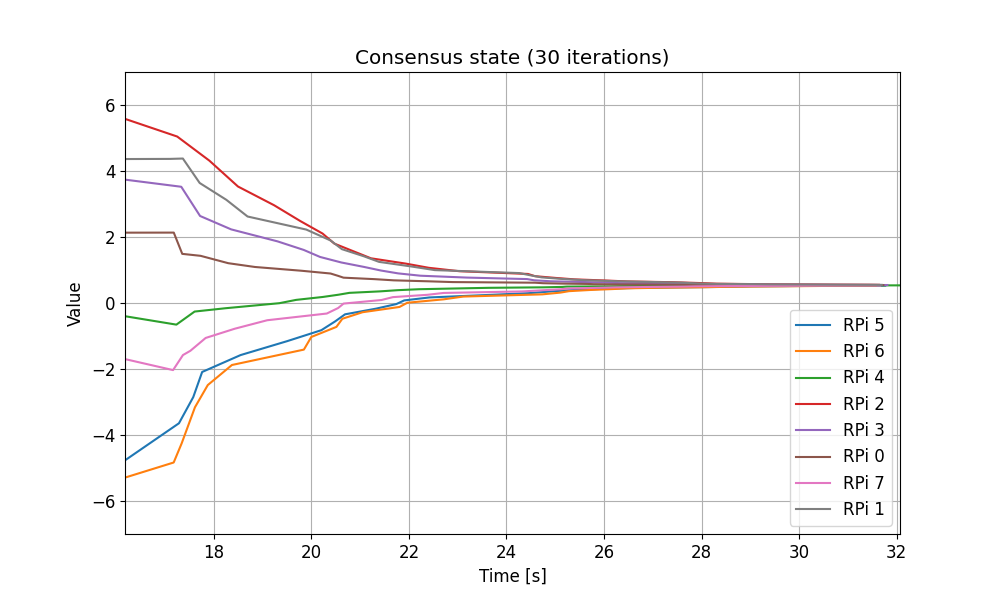 Consensus state (30 iterations)
Value
6
4
2
0
−2
−4
−6
18
20
22
24
26
28
30
32
Time [s]
RPi 5
RPi 6
RPi 4
RPi 2
RPi 3
RPi 0
RPi 7
RPi 1